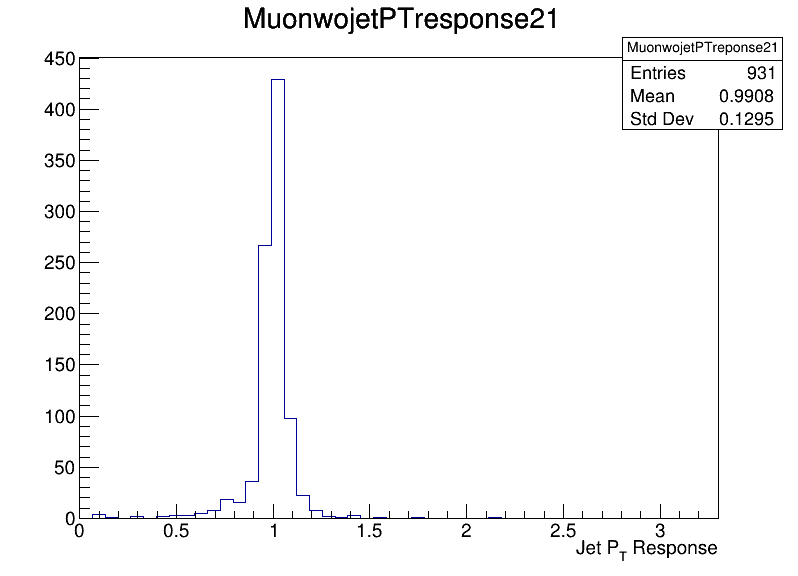 MuonwojetPTresponse21
MuonwojetPTreponse21
Entries 931
Mean 0.9908
Std Dev 0.1295
450
400
350
300
250
200
150
100
50
0
0 0.5 1 1.5 2 2.5 3
Jet PT Response